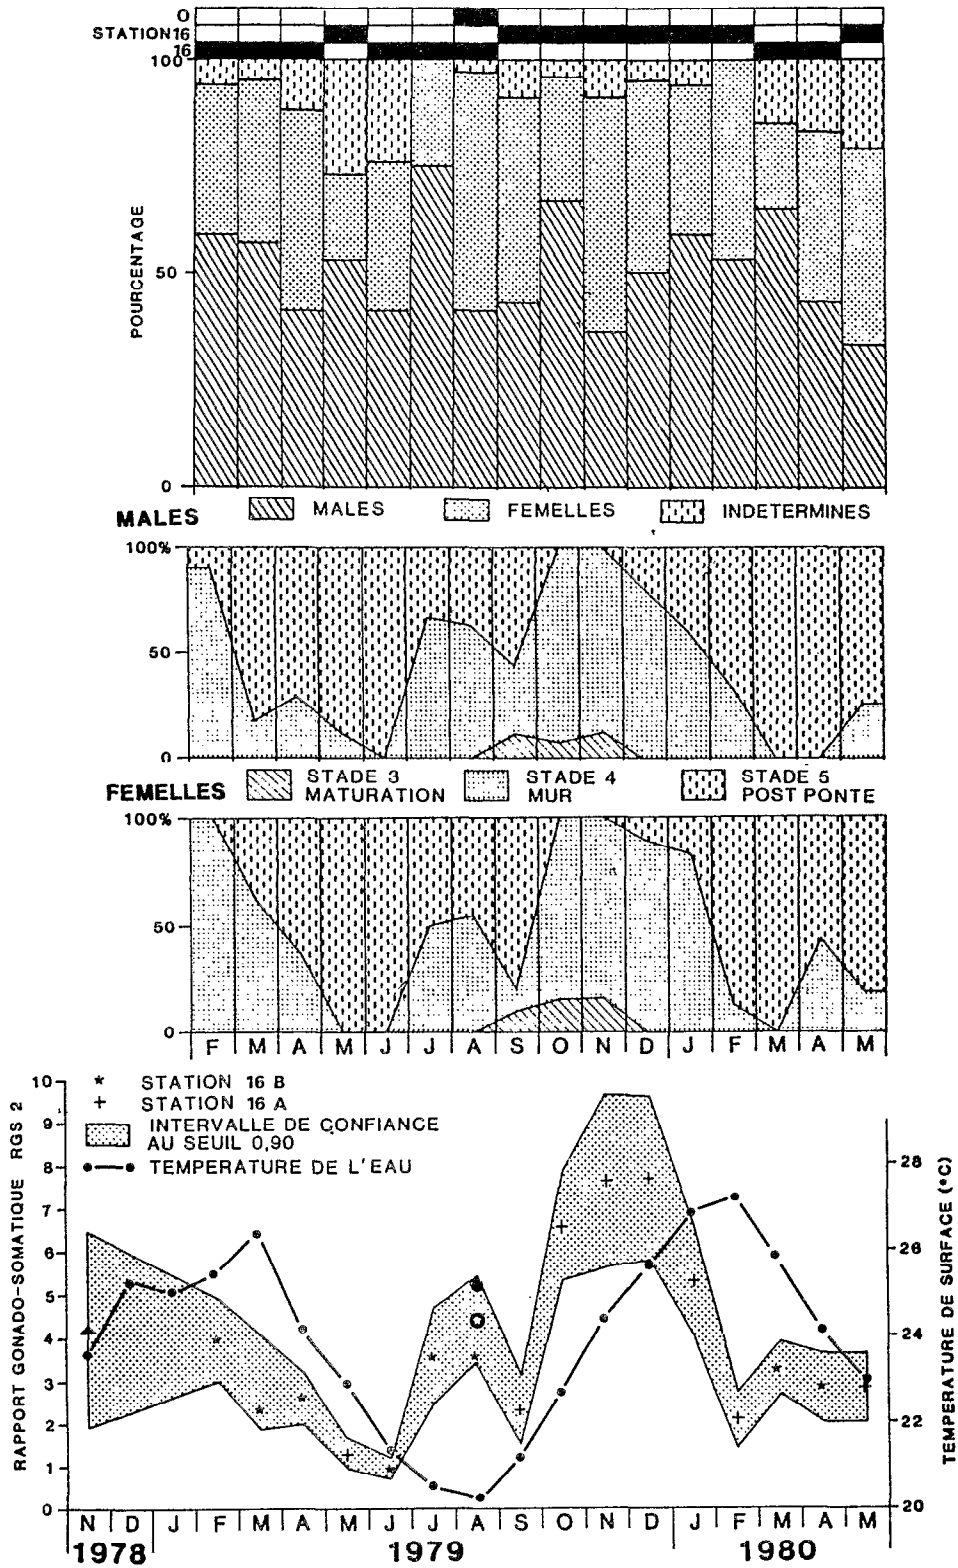 O
STATION 16
16
100
50
0
POURCENTAGE
MALES FEMELLES INDETERMINES
MALES
100%
50
0
STADE 3 MATURATION STADE 4 MUR STADE 5 POST PONTE
FEMELLES
100%
50
0
F M A M J J A S O N D J F M A M
10
9
8
7
6
5
4
3
2
1
0
RAPPORT GONADO-SOMATIQUE RGS 2
STATION 16 B
STATION 16 A
INTERVALLE DE CONFIANCE
AU SEUIL 0,90
TEMPERATURE DE L'EAU
28
26
24
22
20
TEMPERATURE DE SURFACE (°C)
N D J F M A M J J A S O N D J F M A M
1978 1979 1980